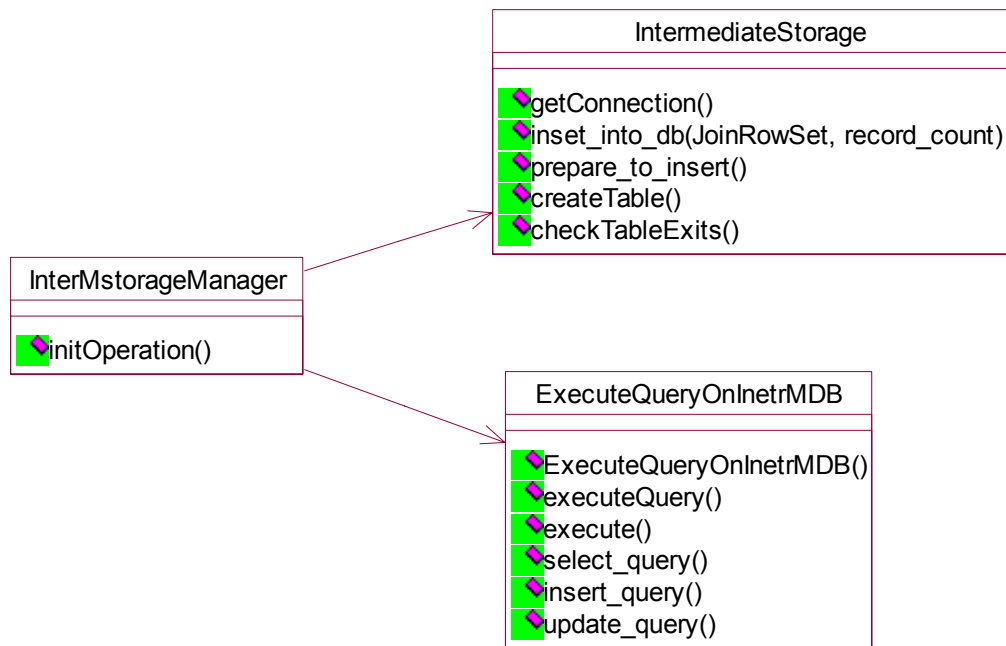 IntermediateStorage
getConnection()
inset_into_db(JoinRowSet, record_count)
prepare_to_insert()
createTable()
checkTableExits()
InterMstorageManager
initOperation()
ExecuteQueryOnInetrMDB
ExecuteQueryOnInetrMDB()
executeQuery()
execute()
select_query()
insert_query()
update_query()